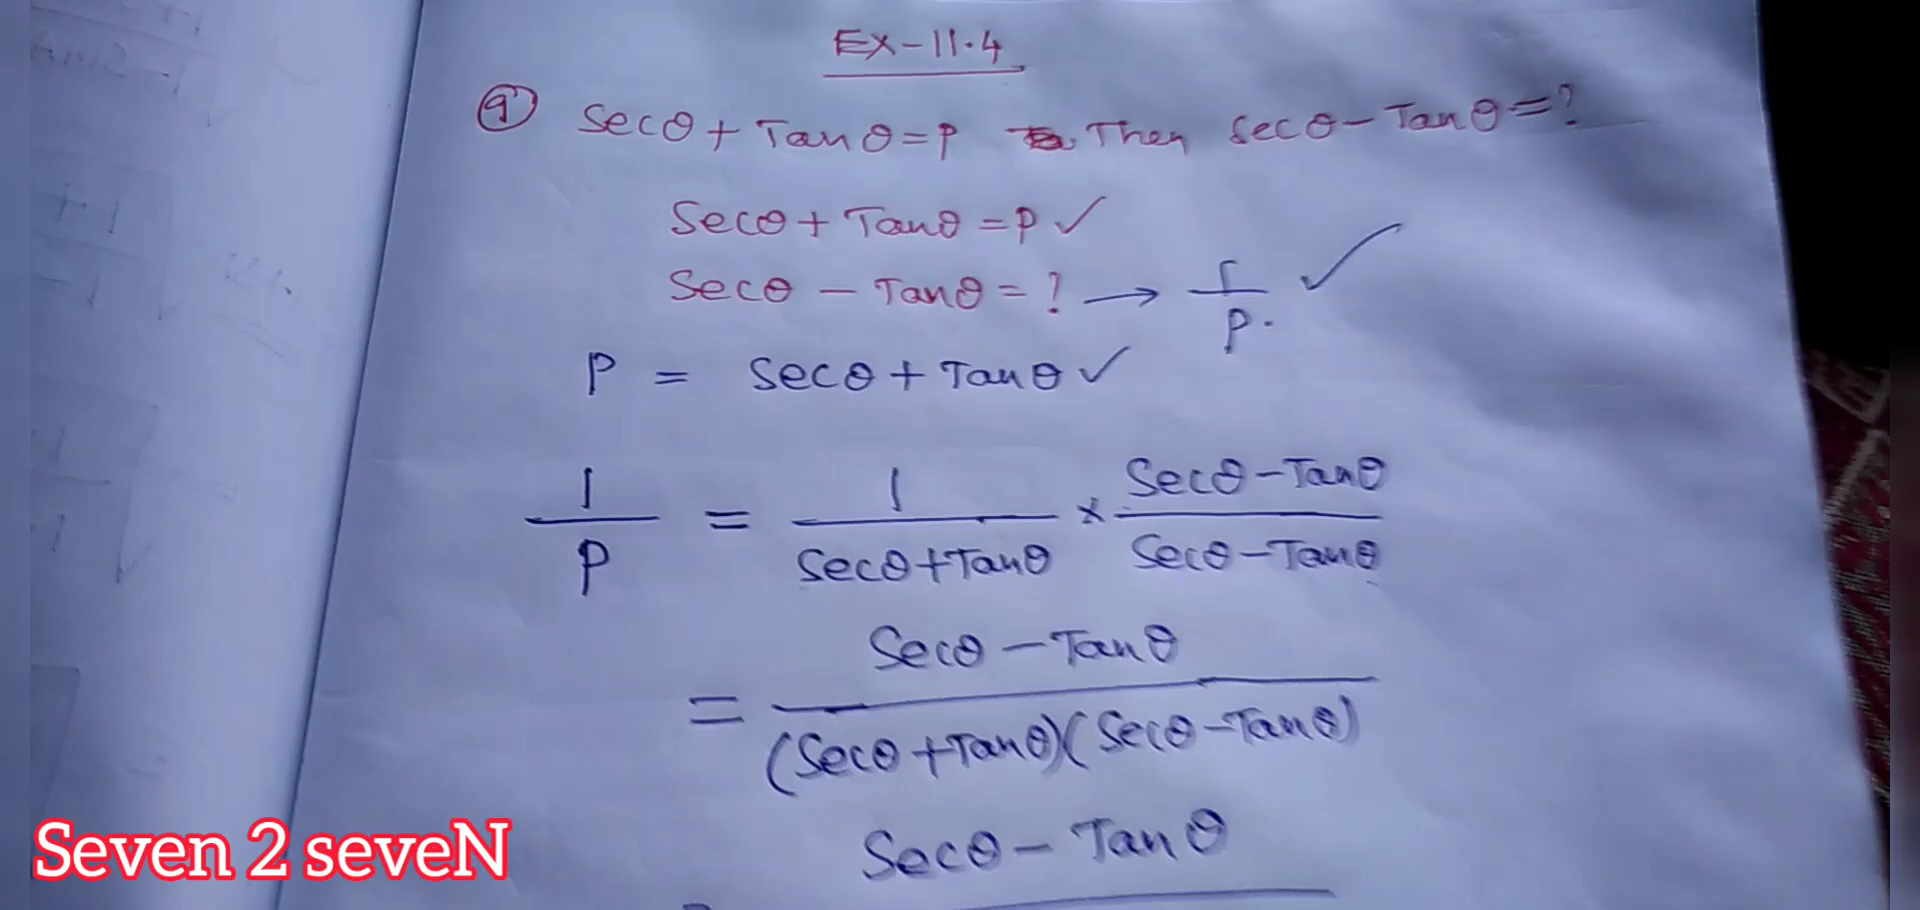 Ex-11.4
9) Secθ + Tanθ = P Then Secθ - Tanθ = ?
Secθ + Tanθ = P ✓
Secθ - Tanθ = ? → 1/P. ✓
P = Secθ + Tanθ ✓
1/P = 1/(Secθ+Tanθ) × (Secθ-Tanθ)/(Secθ-Tanθ)
= (Secθ - Tanθ)/((Secθ+Tanθ)(Secθ-Tanθ))
Secθ - Tanθ
Seven 2 seveN